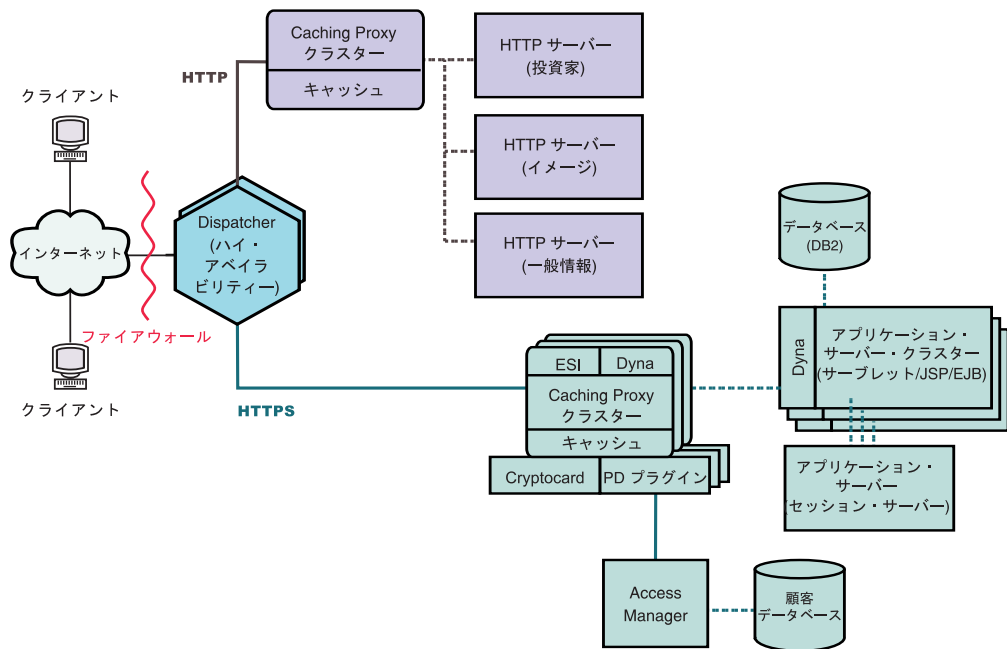 Caching Proxy
クラスター
キャッシュ
HTTP
HTTP サーバー
(投資家)
HTTP サーバー
(イメージ)
HTTP サーバー
(一般情報)
クライアント
インターネット
クライアント
ファイアウォール
Dispatcher
(ハイ・
アベイラ
ビリティー)
HTTPS
データベース
(DB2)
ESI
Dyna
Caching Proxy
クラスター
キャッシュ
Cryptocard
PD プラグイン
Dyna
アプリケーション・
サーバー・クラスター
(サーブレット/JSP/EJB)
アプリケーション・
サーバー
(セッション・サーバー)
Access
Manager
顧客
データベース